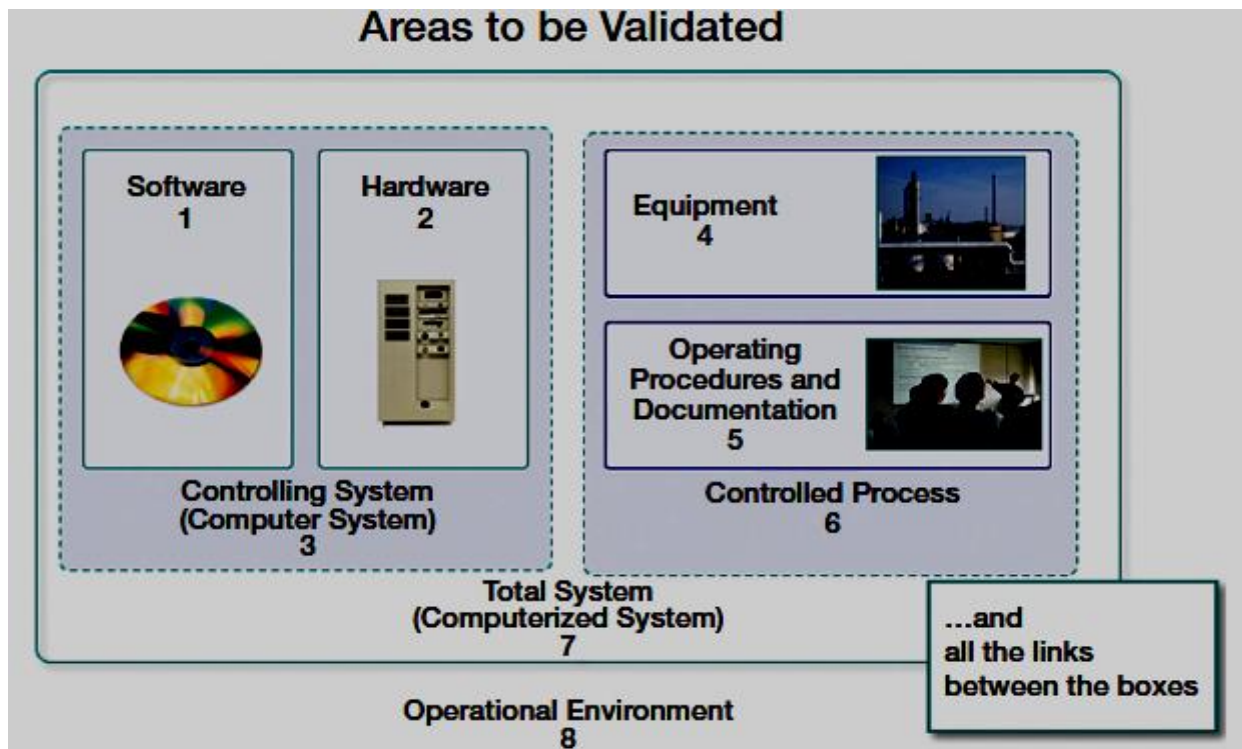 Areas to be Validated
Software
1
Hardware
2
Controlling System
(Computer System)
3
Equipment
4
Operating
Procedures and
Documentation
5
Controlled Process
6
Total System
(Computerized System)
7
…and
all the links
between the boxes
Operational Environment
8